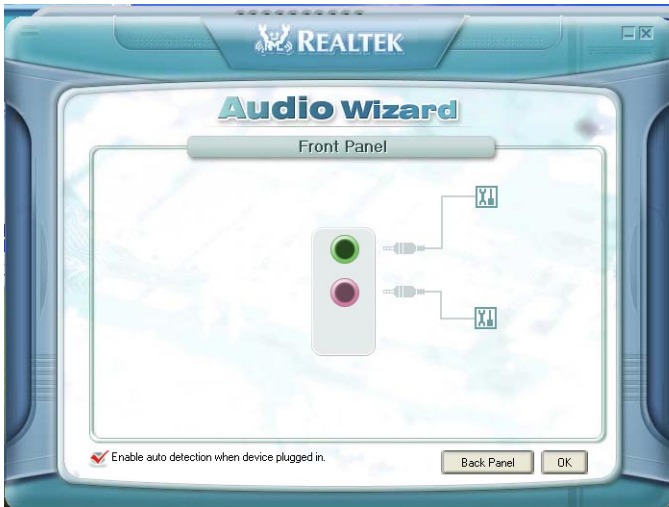 REALTEK
Audio Wizard
Front Panel
Enable auto detection when device plugged in.
Back Panel
OK